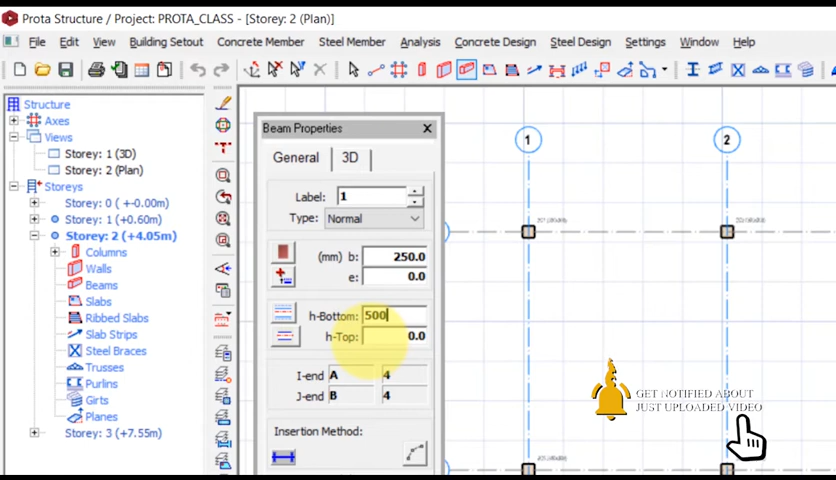 Prota Structure / Project: PROTA_CLASS - [Storey: 2 (Plan)]
File Edit View Building Setout Concrete Member Steel Member Analysis Concrete Design Steel Design Settings Window Help
Structure
Axes
Views
Storey: 1 (3D)
Storey: 2 (Plan)
Storeys
Storey: 0 (+-0.00m)
Storey: 1 (+0.60m)
Storey: 2 (+4.05m)
Columns
Walls
Beams
Slabs
Ribbed Slabs
Slab Strips
Steel Braces
Trusses
Purlins
Girts
Planes
Storey: 3 (+7.55m)
Beam Properties
General 3D
Label: 1
Type: Normal
(mm) b: 250.0
e: 0.0
h-Bottom: 500
h-Top: 0.0
I-end A 4
J-end B 4
Insertion Method:
1 2
GET NOTIFIED ABOUT
JUST UPLOADED VIDEO